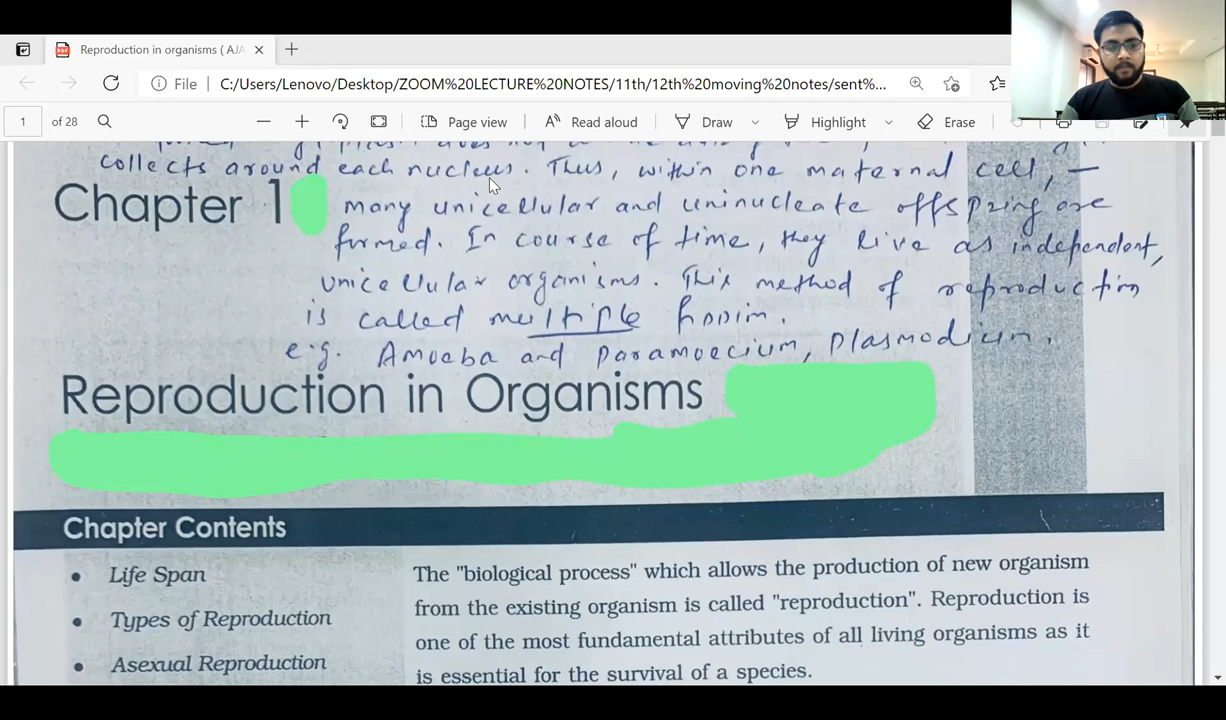 Reproduction in organisms ( AJA
File C:/Users/Lenovo/Desktop/ZOOM%20LECTURE%20NOTES/11th/12th%20moving%20notes/sent%...
1 of 28 Page view Read aloud Draw Highlight Erase
collects around each nucleus. Thus, within one maternal cell, —
Chapter 1
many unicellular and uninucleate offspring are
formed. In course of time, they live as independent,
unicellular organisms. This method of reproduction
is called multiple
e.g. Amoeba and Paramoecium, Plasmodium.
Reproduction in Organisms
Chapter Contents
• Life Span
• Types of Reproduction
• Asexual Reproduction
The "biological process" which allows the production of new organism
from the existing organism is called "reproduction". Reproduction is
one of the most fundamental attributes of all living organisms as it
is essential for the survival of a species.